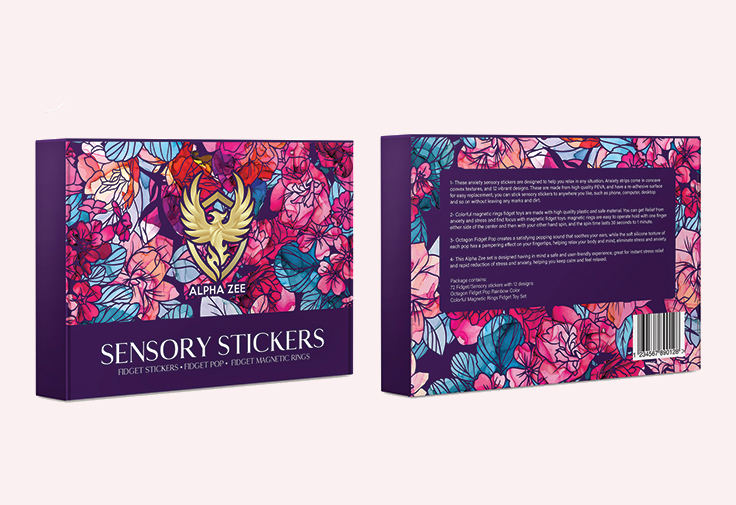 ALPHA ZEE
SENSORY STICKERS
FIDGET STICKERS • FIDGET POP • FIDGET MAGNETIC RINGS
1- These anxiety sensory stickers are designed to help you relax in any situation. Anxiety strips come in concave
convex textures, and 12 vibrant designs. These are made from high quality PEVA, and have a re-adhesive surface
for easy replacement, you can stick sensory stickers to anywhere you like, such as phone, computer, desktop
and so on without leaving any marks and dirt.
2- Colorful magnetic rings fidget toys are made with high quality plastic and safe material. You can get Relief from
anxiety and stress and find focus with magnetic fidget toys. magnetic rings are easy to operate hold with one finger
either side of the center and then with your other hand spin, and the spin time lasts 30 seconds to 1 minute.
3- Octagon Fidget Pop creates a satisfying popping sound that soothes your ears, while the soft silicone texture of
each pop has a pampering effect on your fingertips, helping relax your body and mind, eliminate stress and anxiety.
4- This Alpha Zee set is designed having in mind a safe and user-friendly experience, great for instant stress relief
and rapid reduction of stress and anxiety, helping you keep calm and feel relaxed.
Package contains:
72 Fidget/Sensory stickers with 12 designs
Octagon Fidget Pop Rainbow Color
Colorful Magnetic Rings Fidget Toy Set
1 234567 890128 >